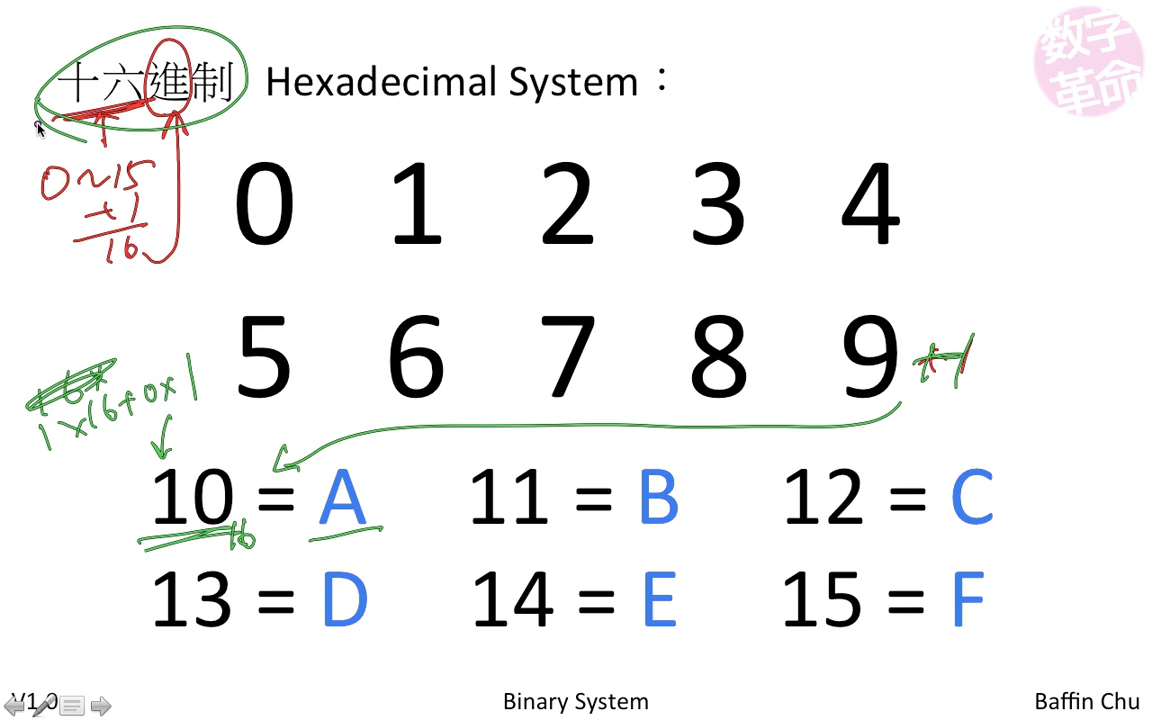 十六進制 Hexadecimal System：
数字
革命
0~15
+1
16
0 1 2 3 4
5 6 7 8 9 +1
1×16+0×1
10 = A 11 = B 12 = C
16
13 = D 14 = E 15 = F
V1.0 Binary System Baffin Chu